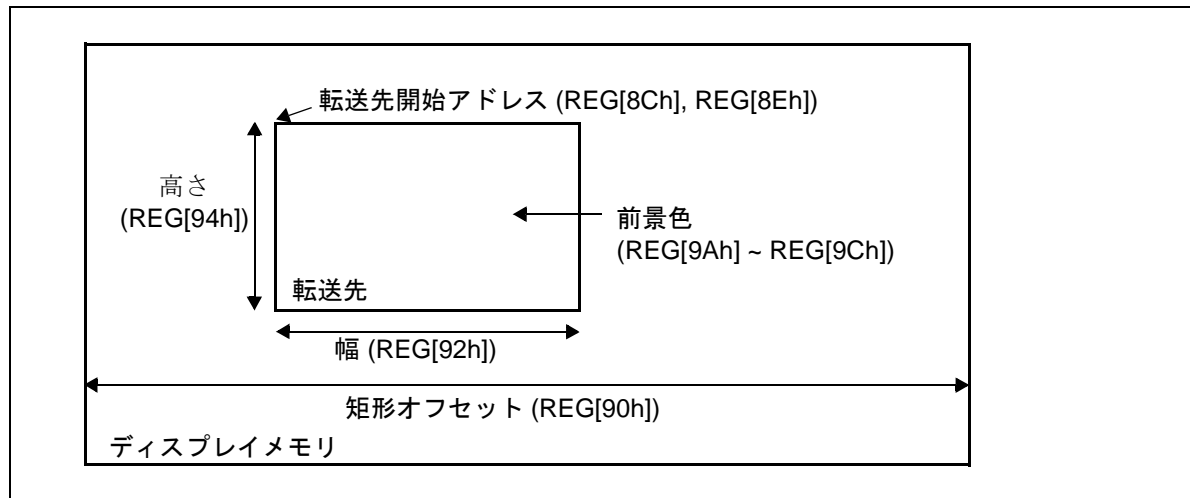 転送先開始アドレス (REG[8Ch], REG[8Eh])
高さ
(REG[94h])
前景色
(REG[9Ah] ~ REG[9Ch])
転送先
幅 (REG[92h])
矩形オフセット (REG[90h])
ディスプレイメモリ